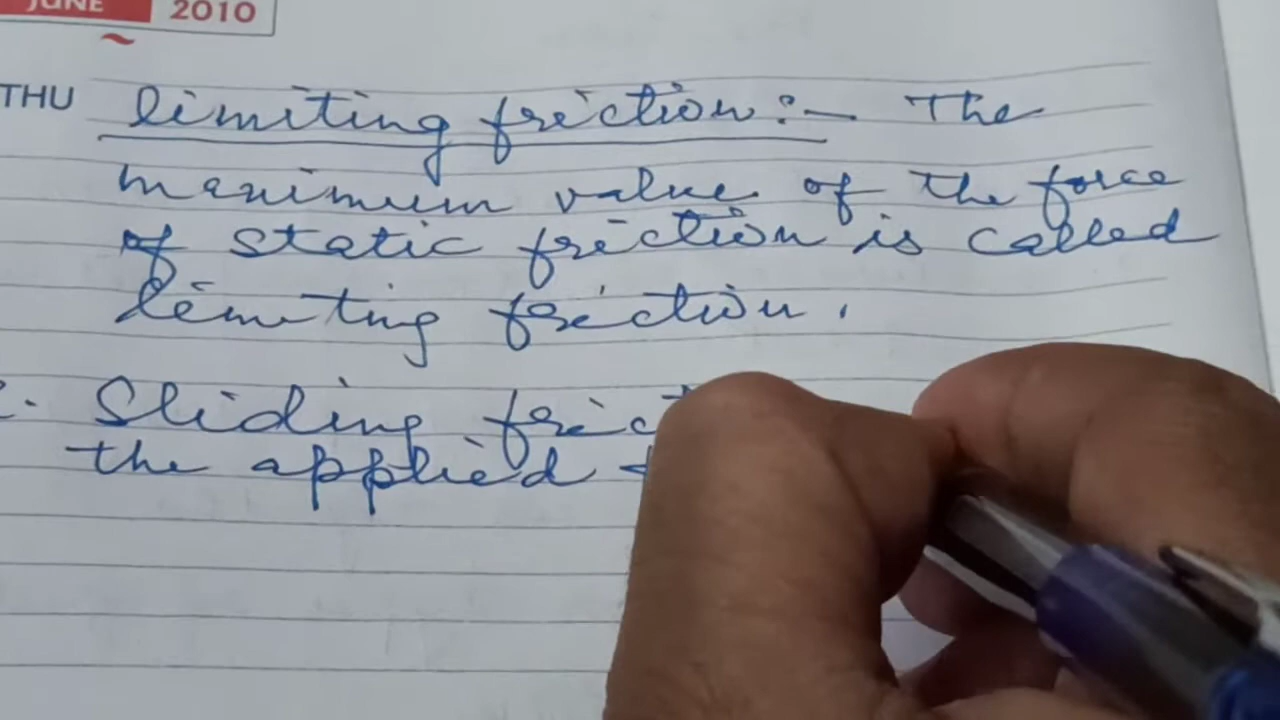 JUNE 2010
THU
limiting friction :- The
maximum value of the force
of static friction is called
limiting friction.
Sliding frict
the applied